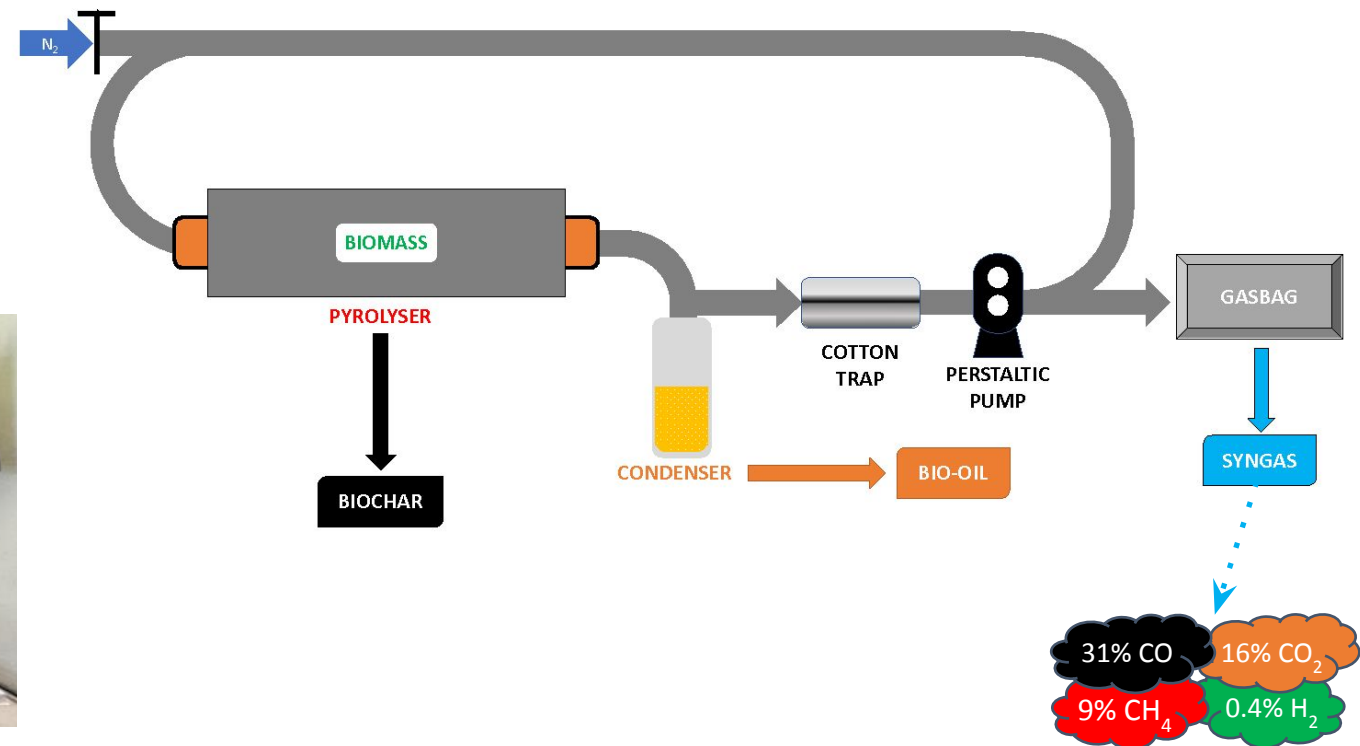 N₂
BIOMASS
PYROLYSER
BIOCHAR
CONDENSER
BIO-OIL
COTTON
TRAP
PERSTALTIC
PUMP
GASBAG
SYNGAS
31% CO
16% CO₂
9% CH₄
0.4% H₂